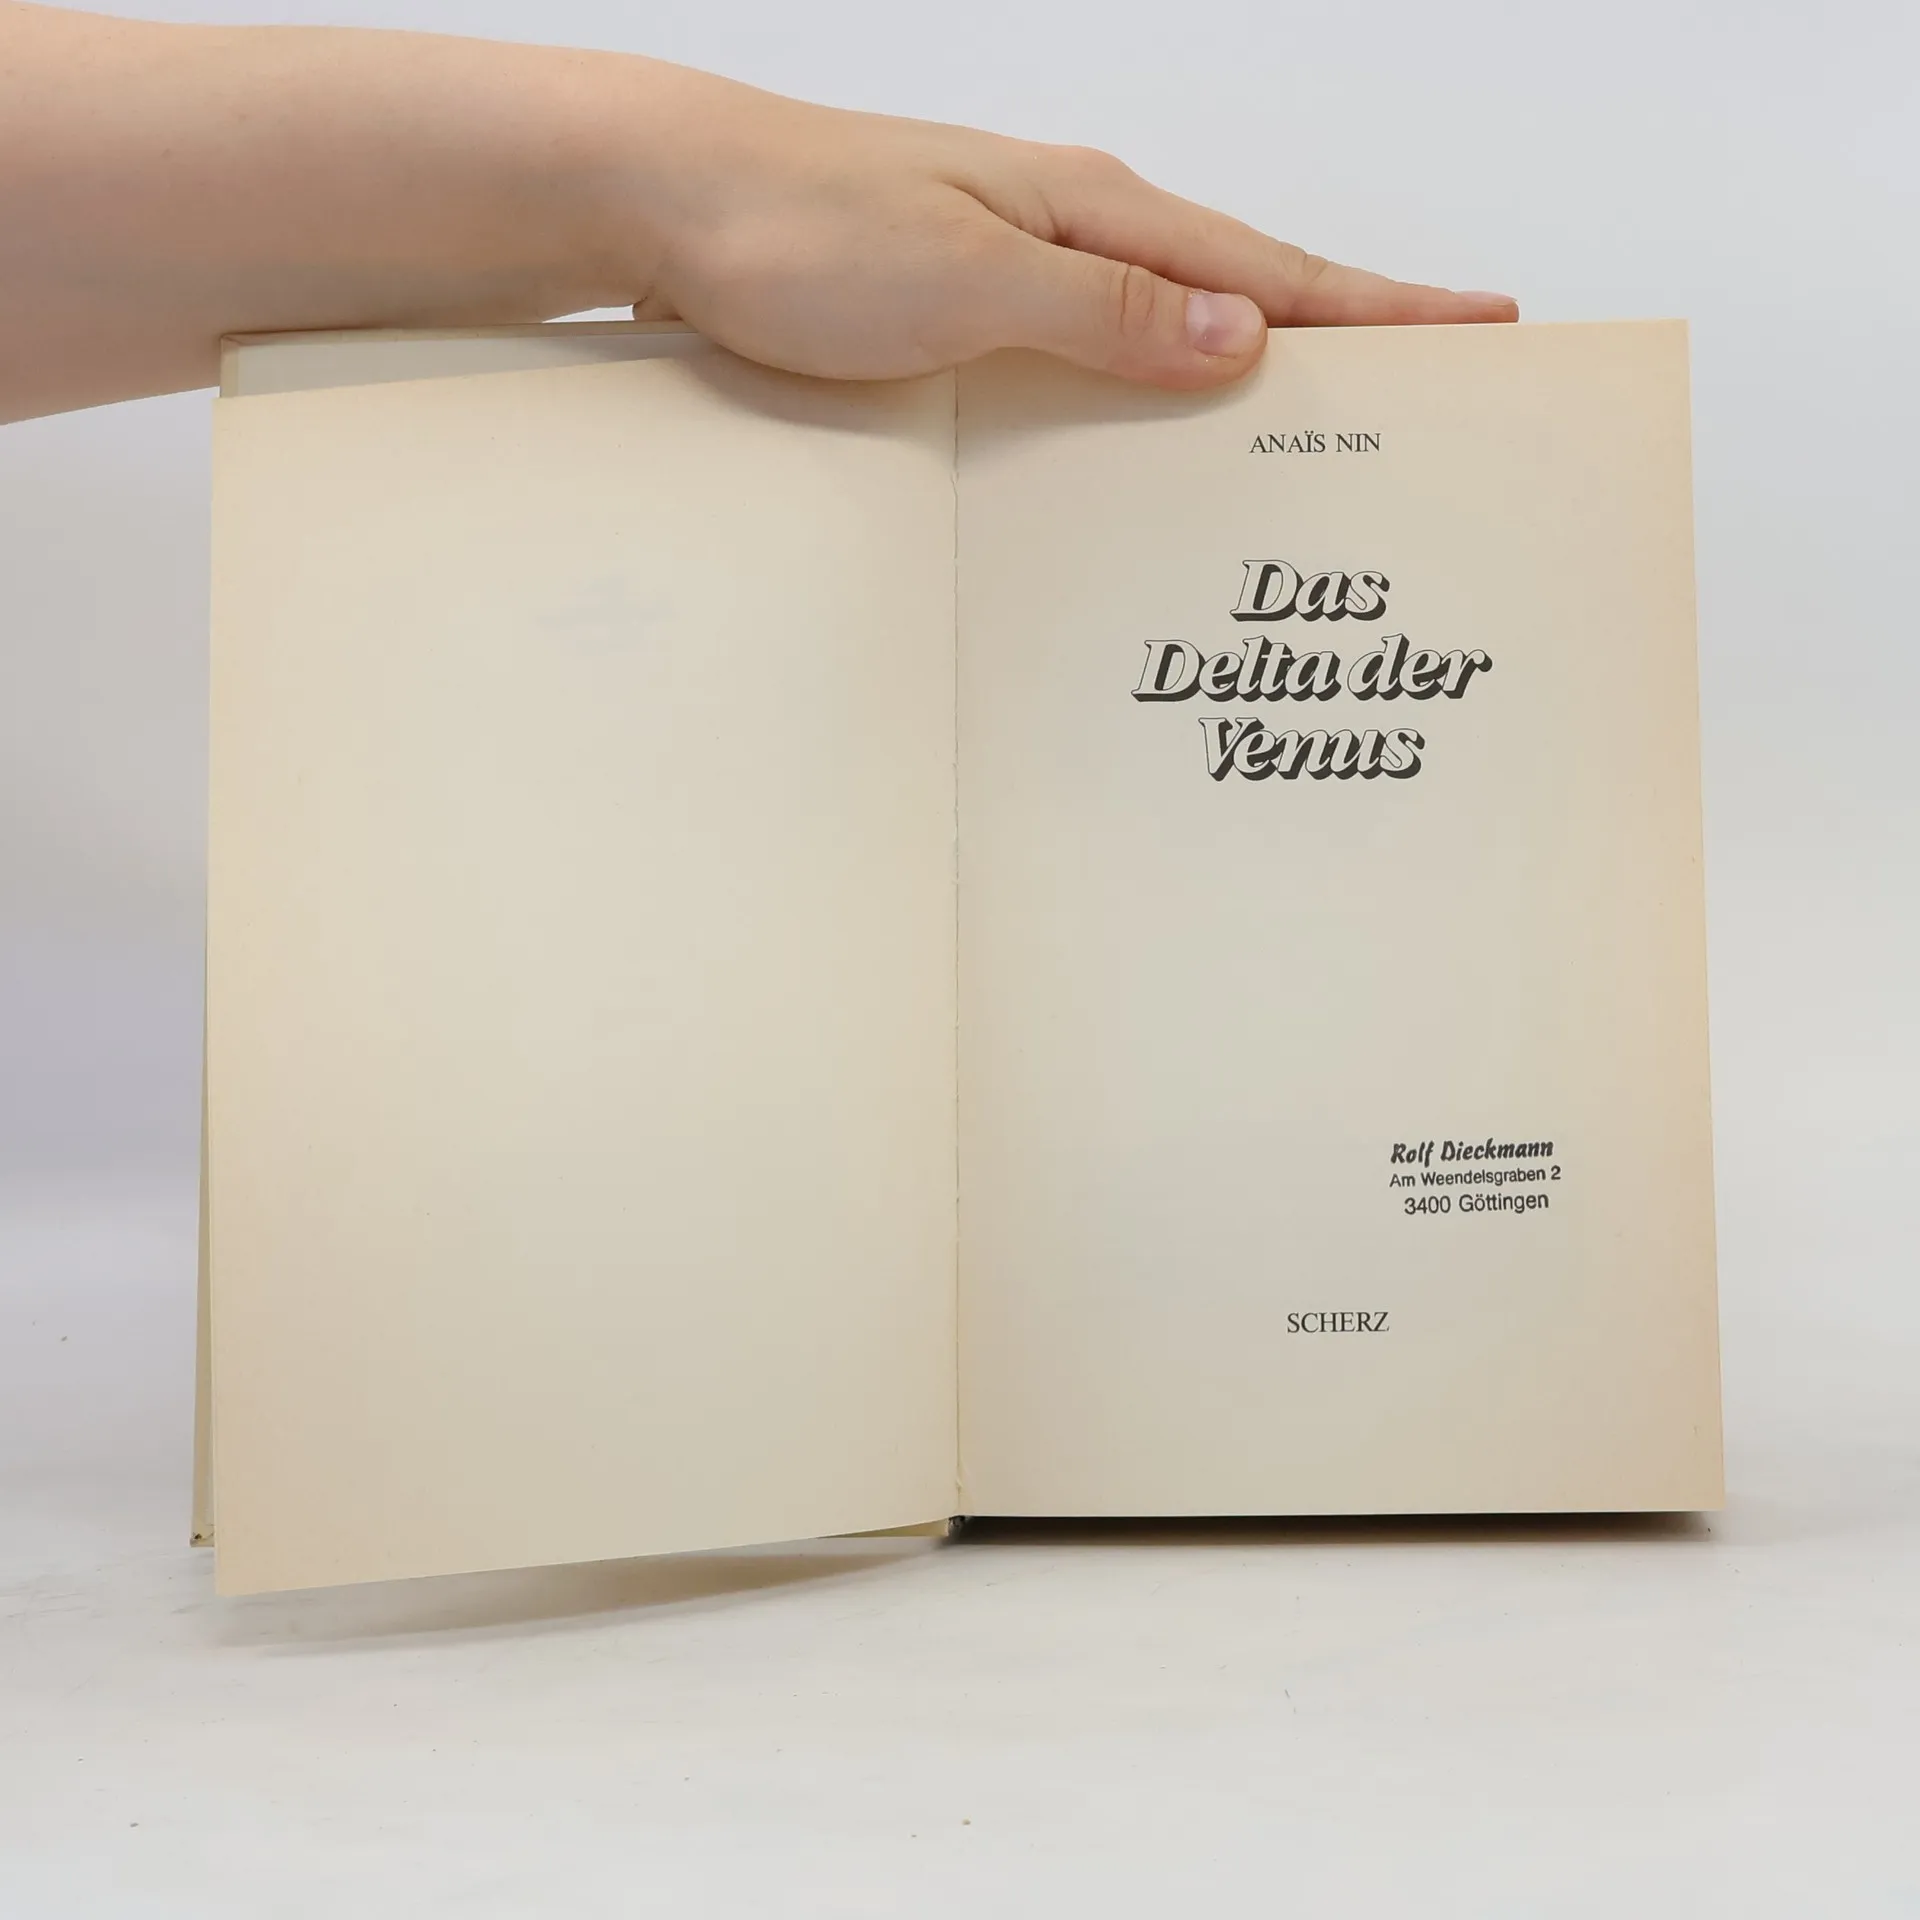 ANAÏS NIN
Das
Delta der
Venus
Rolf Dieckmann
Am Weendelsgraben 2
3400 Göttingen
SCHERZ